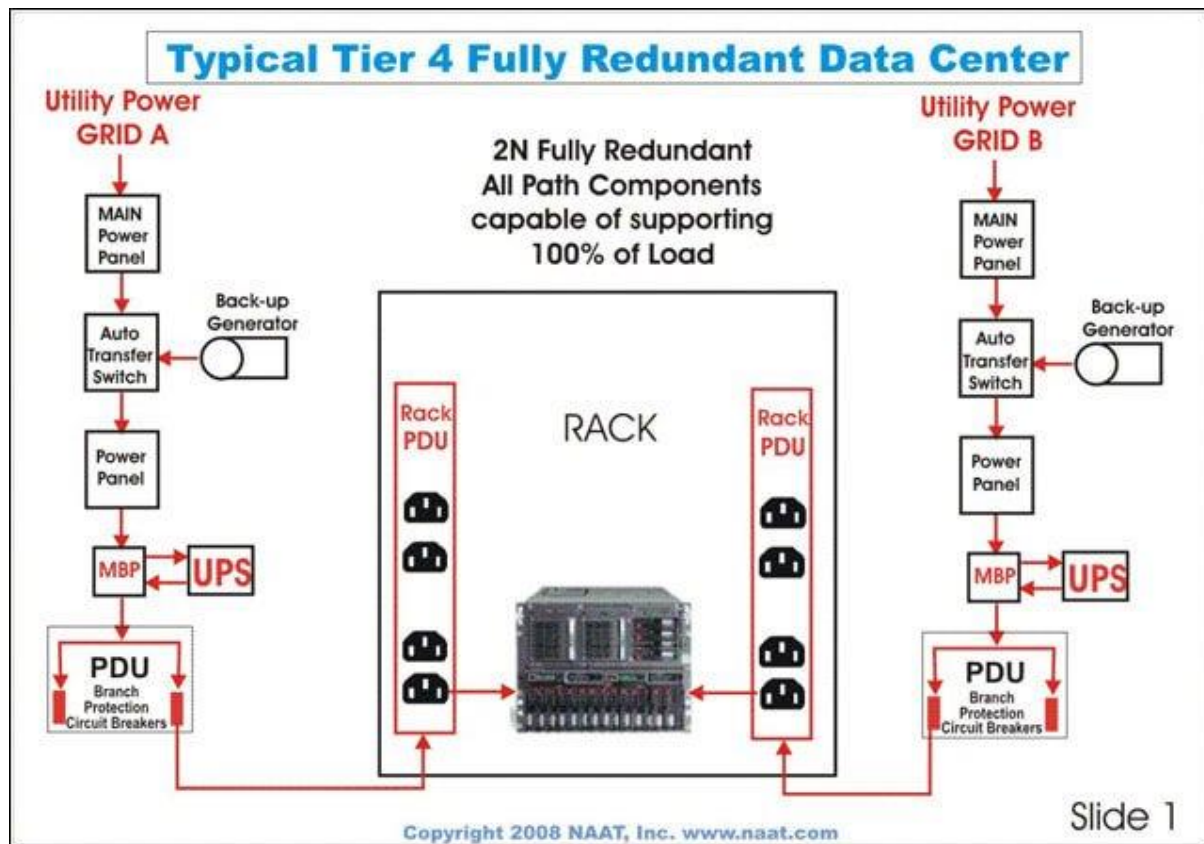 Typical Tier 4 Fully Redundant Data Center
Utility Power
GRID A
MAIN
Power
Panel
Auto
Transfer
Switch
Back-up
Generator
Power
Panel
MBP
UPS
PDU
Branch
Protection
Circuit Breakers
2N Fully Redundant
All Path Components
capable of supporting
100% of Load
RACK
Rack
PDU
Rack
PDU
Utility Power
GRID B
MAIN
Power
Panel
Auto
Transfer
Switch
Back-up
Generator
Power
Panel
MBP
UPS
PDU
Branch
Protection
Circuit Breakers
Copyright 2008 NAAT, Inc. www.naat.com
Slide 1